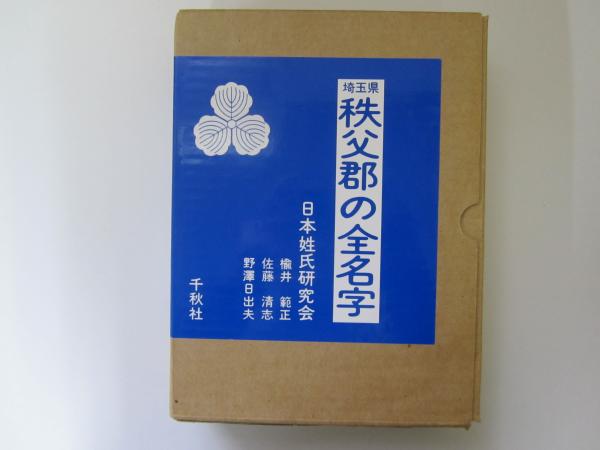 埼玉県
秩父郡の全名字
日本姓氏研究会
楡井 範正
佐藤 清志
野澤日出夫
千秋社